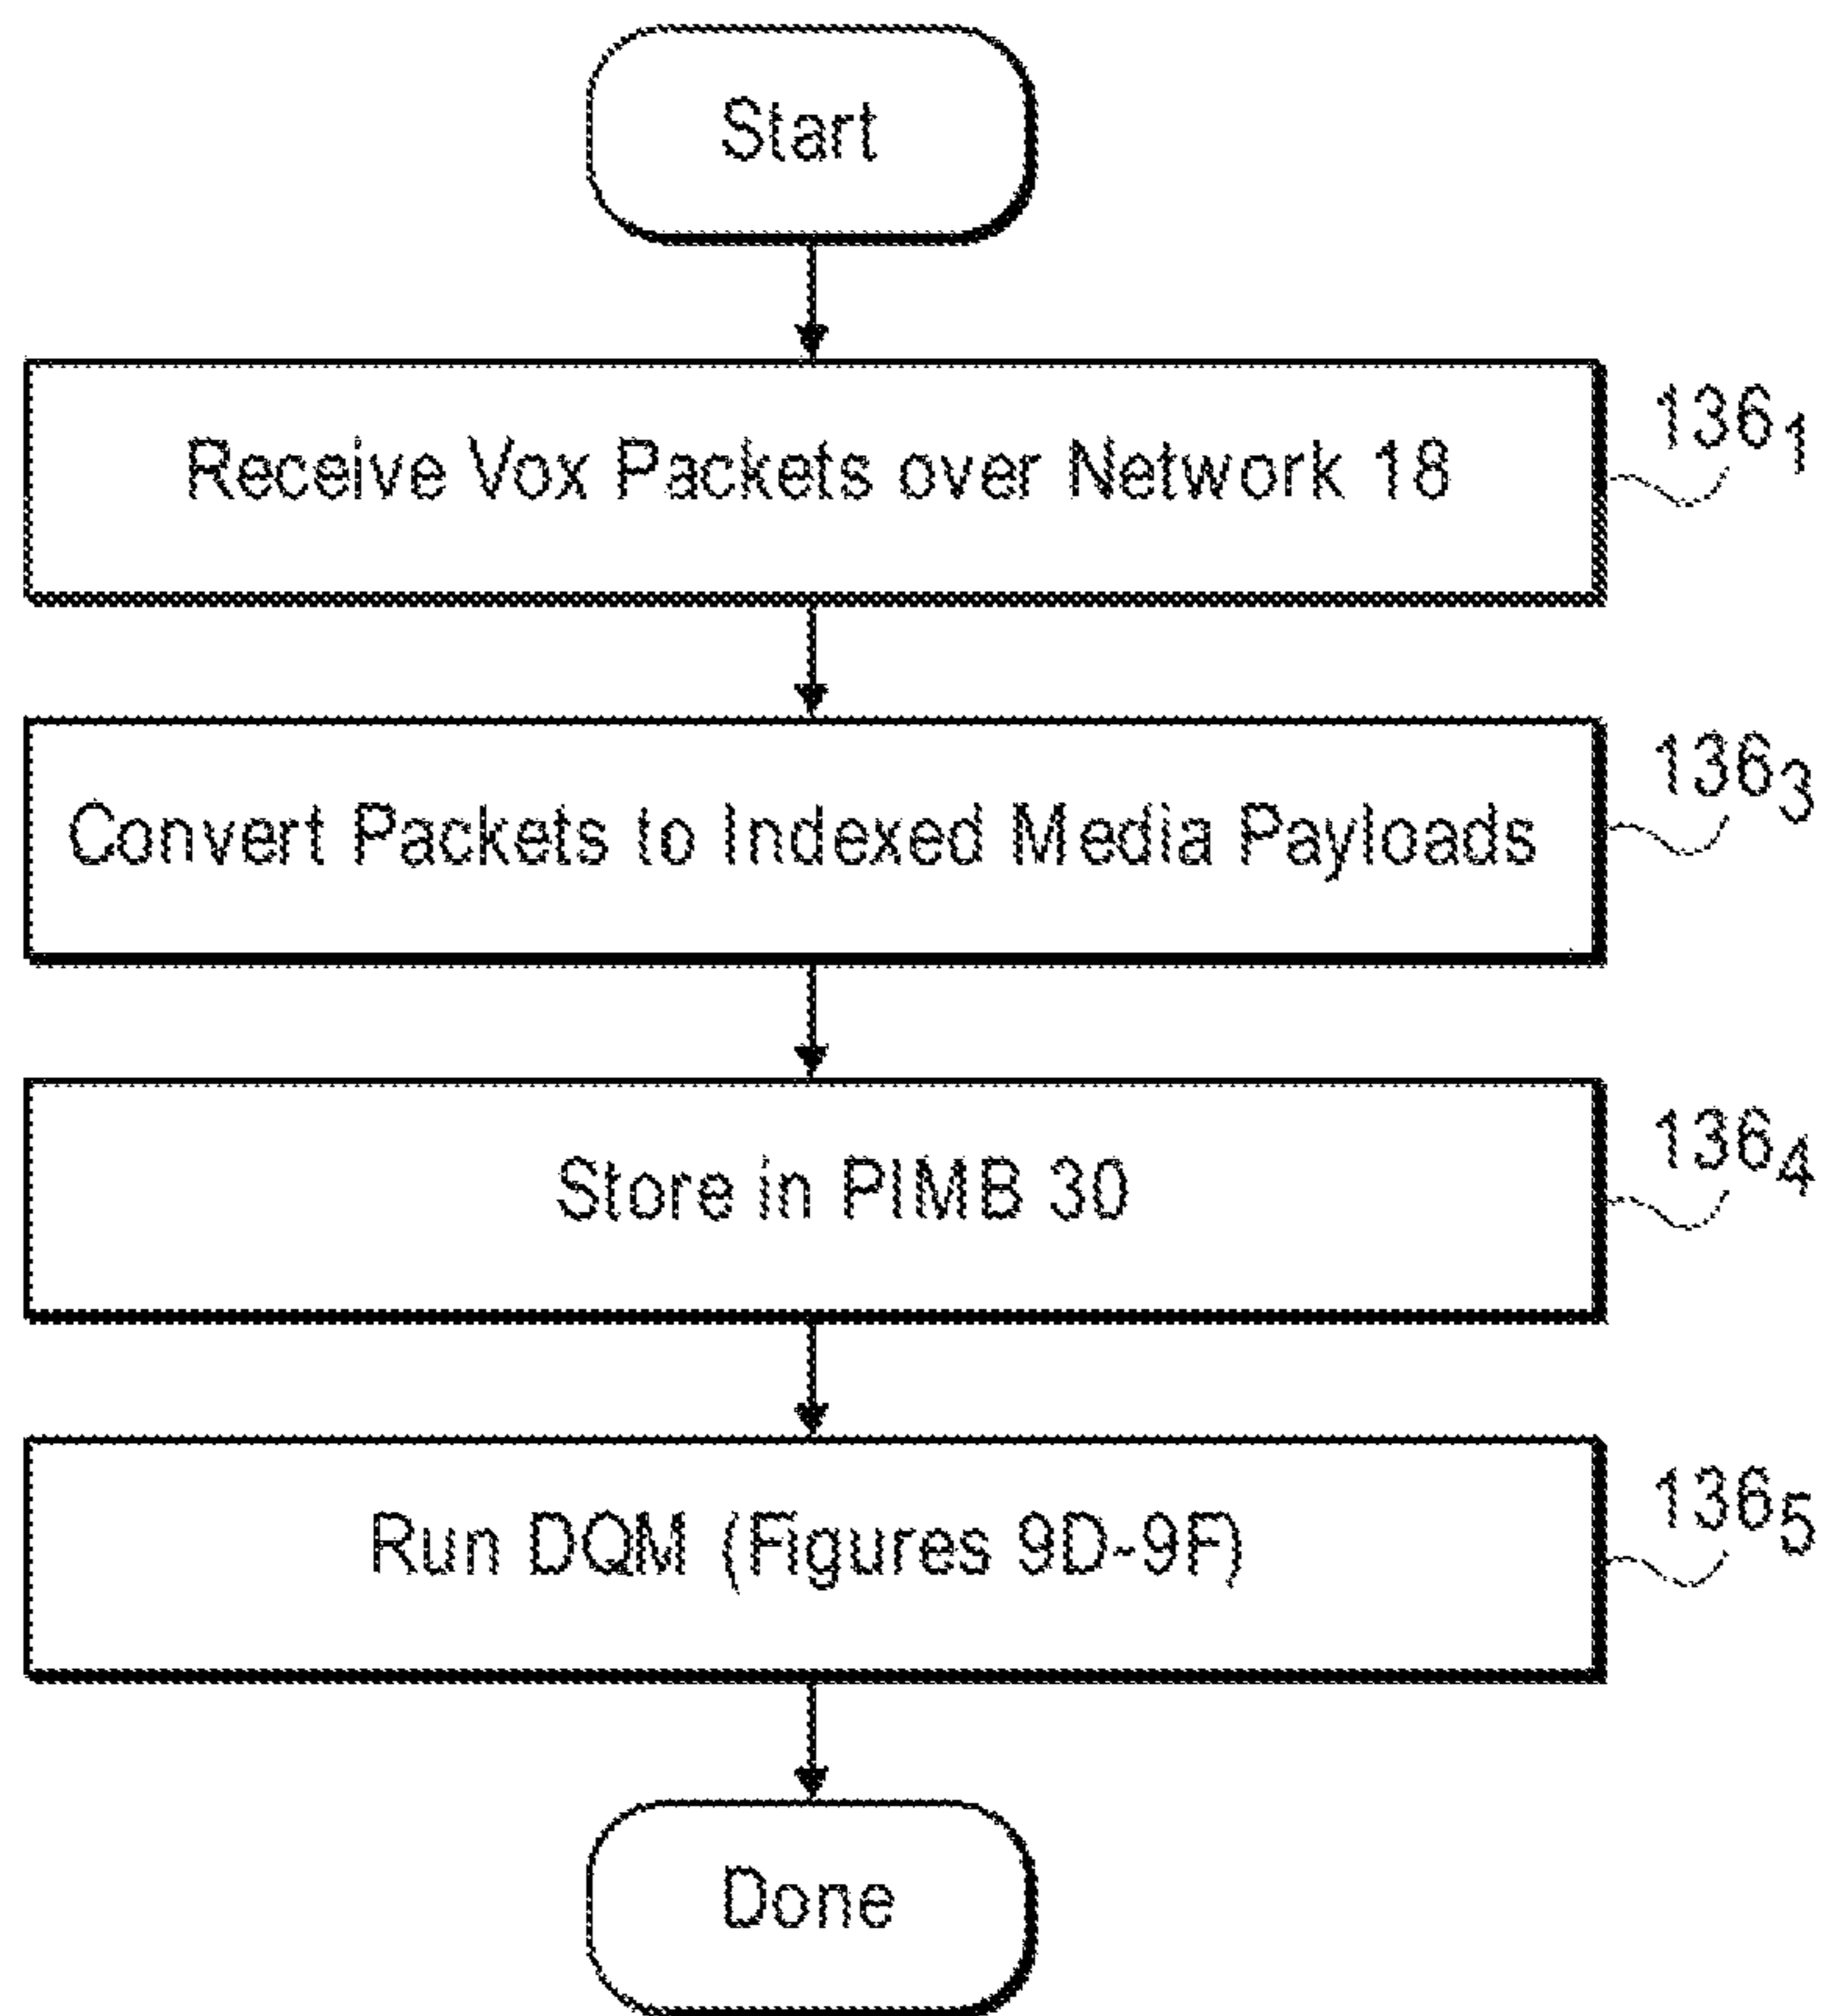 Start
Receive Vox Packets over Network 18
136₁
Convert Packets to Indexed Media Payloads
136₃
Store in PIMB 30
136₄
Run DQM (Figures 9D-9F)
136₅
Done